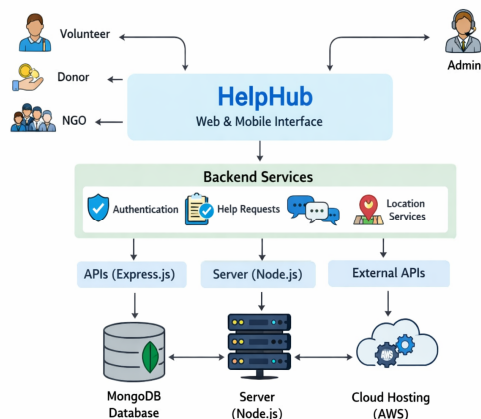 Volunteer
Donor
NGO
Admin
HelpHub
Web & Mobile Interface
Backend Services
Authentication
Help Requests
Location
Services
APIs (Express.js)
Server (Node.js)
External APIs
MongoDB
Database
Server
(Node.js)
Cloud Hosting
(AWS)